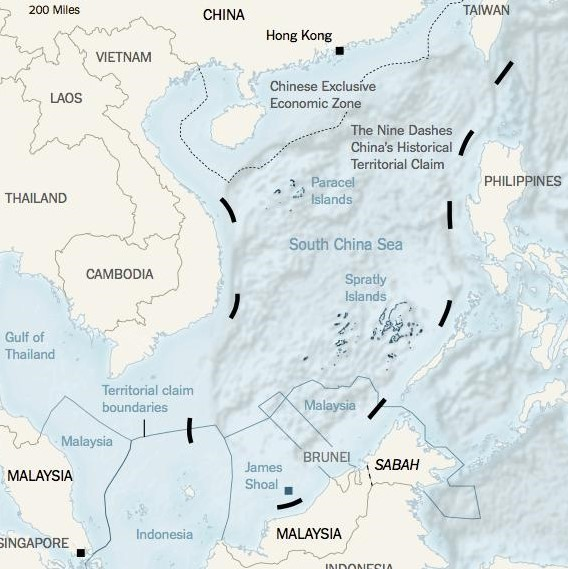 200 Miles
CHINA
TAIWAN
Hong Kong
VIETNAM
LAOS
Chinese Exclusive
Economic Zone
The Nine Dashes
China's Historical
Territorial Claim
THAILAND
Paracel
Islands
PHILIPPINES
South China Sea
CAMBODIA
Spratly
Islands
Gulf of
Thailand
Territorial claim
boundaries
Malaysia
Malaysia
BRUNEI
SABAH
MALAYSIA
James
Shoal
Indonesia
MALAYSIA
SINGAPORE
INDONESIA